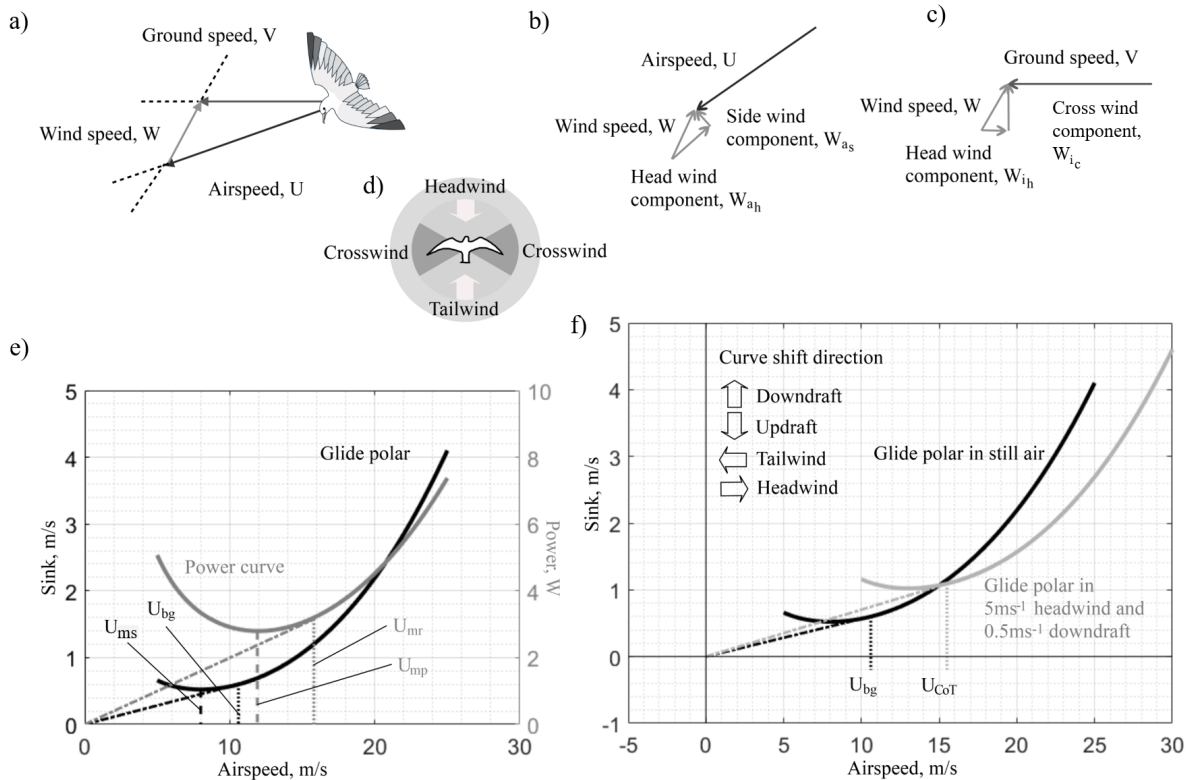 a)
Ground speed, V
Wind speed, W
Airspeed, U
b)
Airspeed, U
Wind speed, W
Side wind
component, Wₐₛ
Head wind
component, Wₐₕ
c)
Ground speed, V
Wind speed, W
Cross wind
component,
W_i_c
Head wind
component, W_i_h
d)
Headwind
Crosswind
Crosswind
Tailwind
e)
5
4
3
2
1
0
Sink, m/s
10
8
6
4
2
0
Power, W
Glide polar
Power curve
U_bg
U_ms
U_mr
U_mp
0
10
20
30
Airspeed, m/s
f)
5
4
3
2
1
0
-1
Sink, m/s
Curve shift direction
Downdraft
Updraft
Tailwind
Headwind
Glide polar in still air
Glide polar in
5ms⁻¹ headwind and
0.5ms⁻¹ downdraft
U_bg
U_CoT
-5
0
5
10
15
20
25
30
Airspeed, m/s